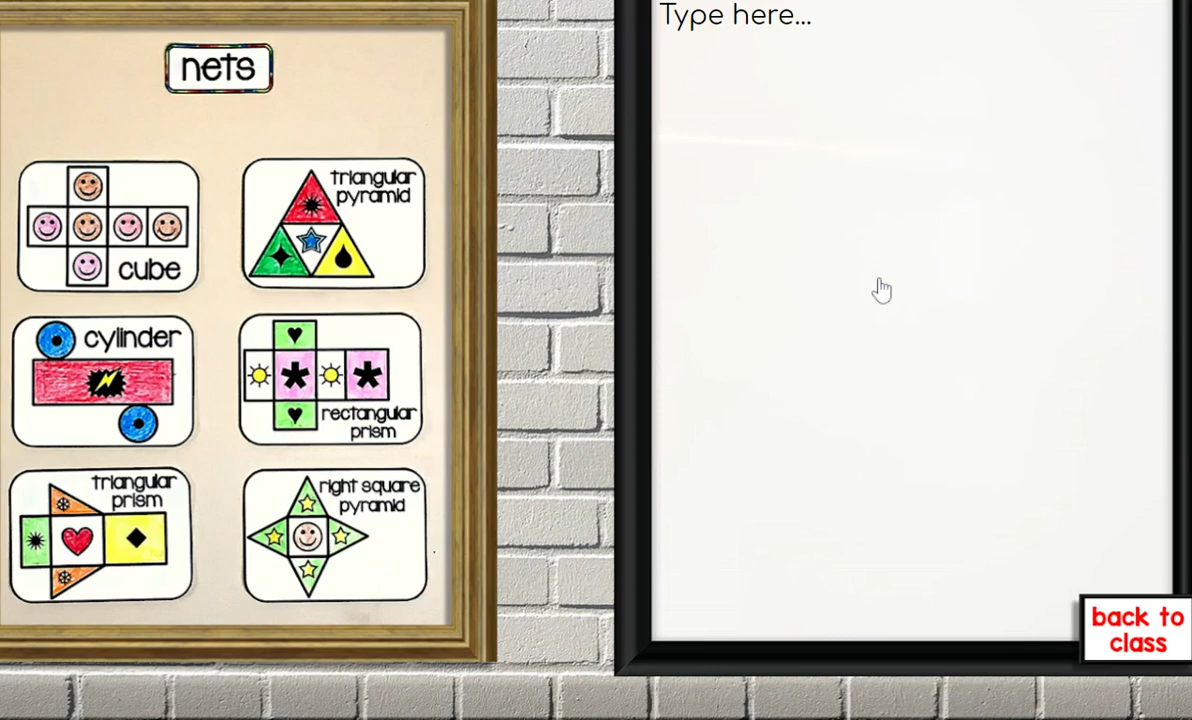 nets
cube
triangular
pyramid
cylinder
rectangular
prism
triangular
prism
right square
pyramid
Type here...
back to
class